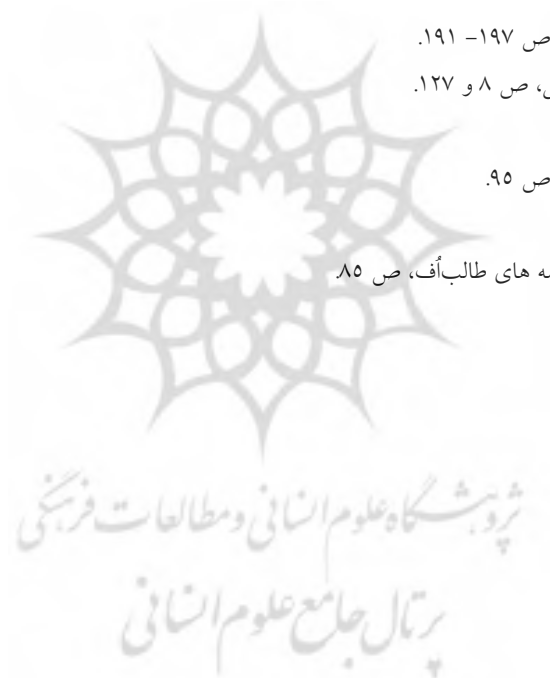 ص ۱۹۷- ۱۹۱.
، ص ۸ و ۱۲۷.
ص ۹۵.
های طالب‌اُف، ص ۸۵.
پژوهشگاه علوم انسانی و مطالعات فرهنگی
پرتال جامع علوم انسانی